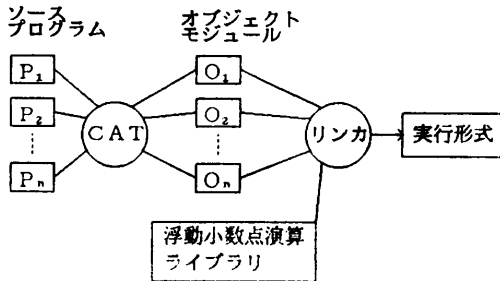 ソース
プログラム
オブジェクト
モジュール
P₁
O₁
P₂
O₂
CAT
リンカ
実行形式
Pₙ
Oₙ
浮動小数点演算
ライブラリ